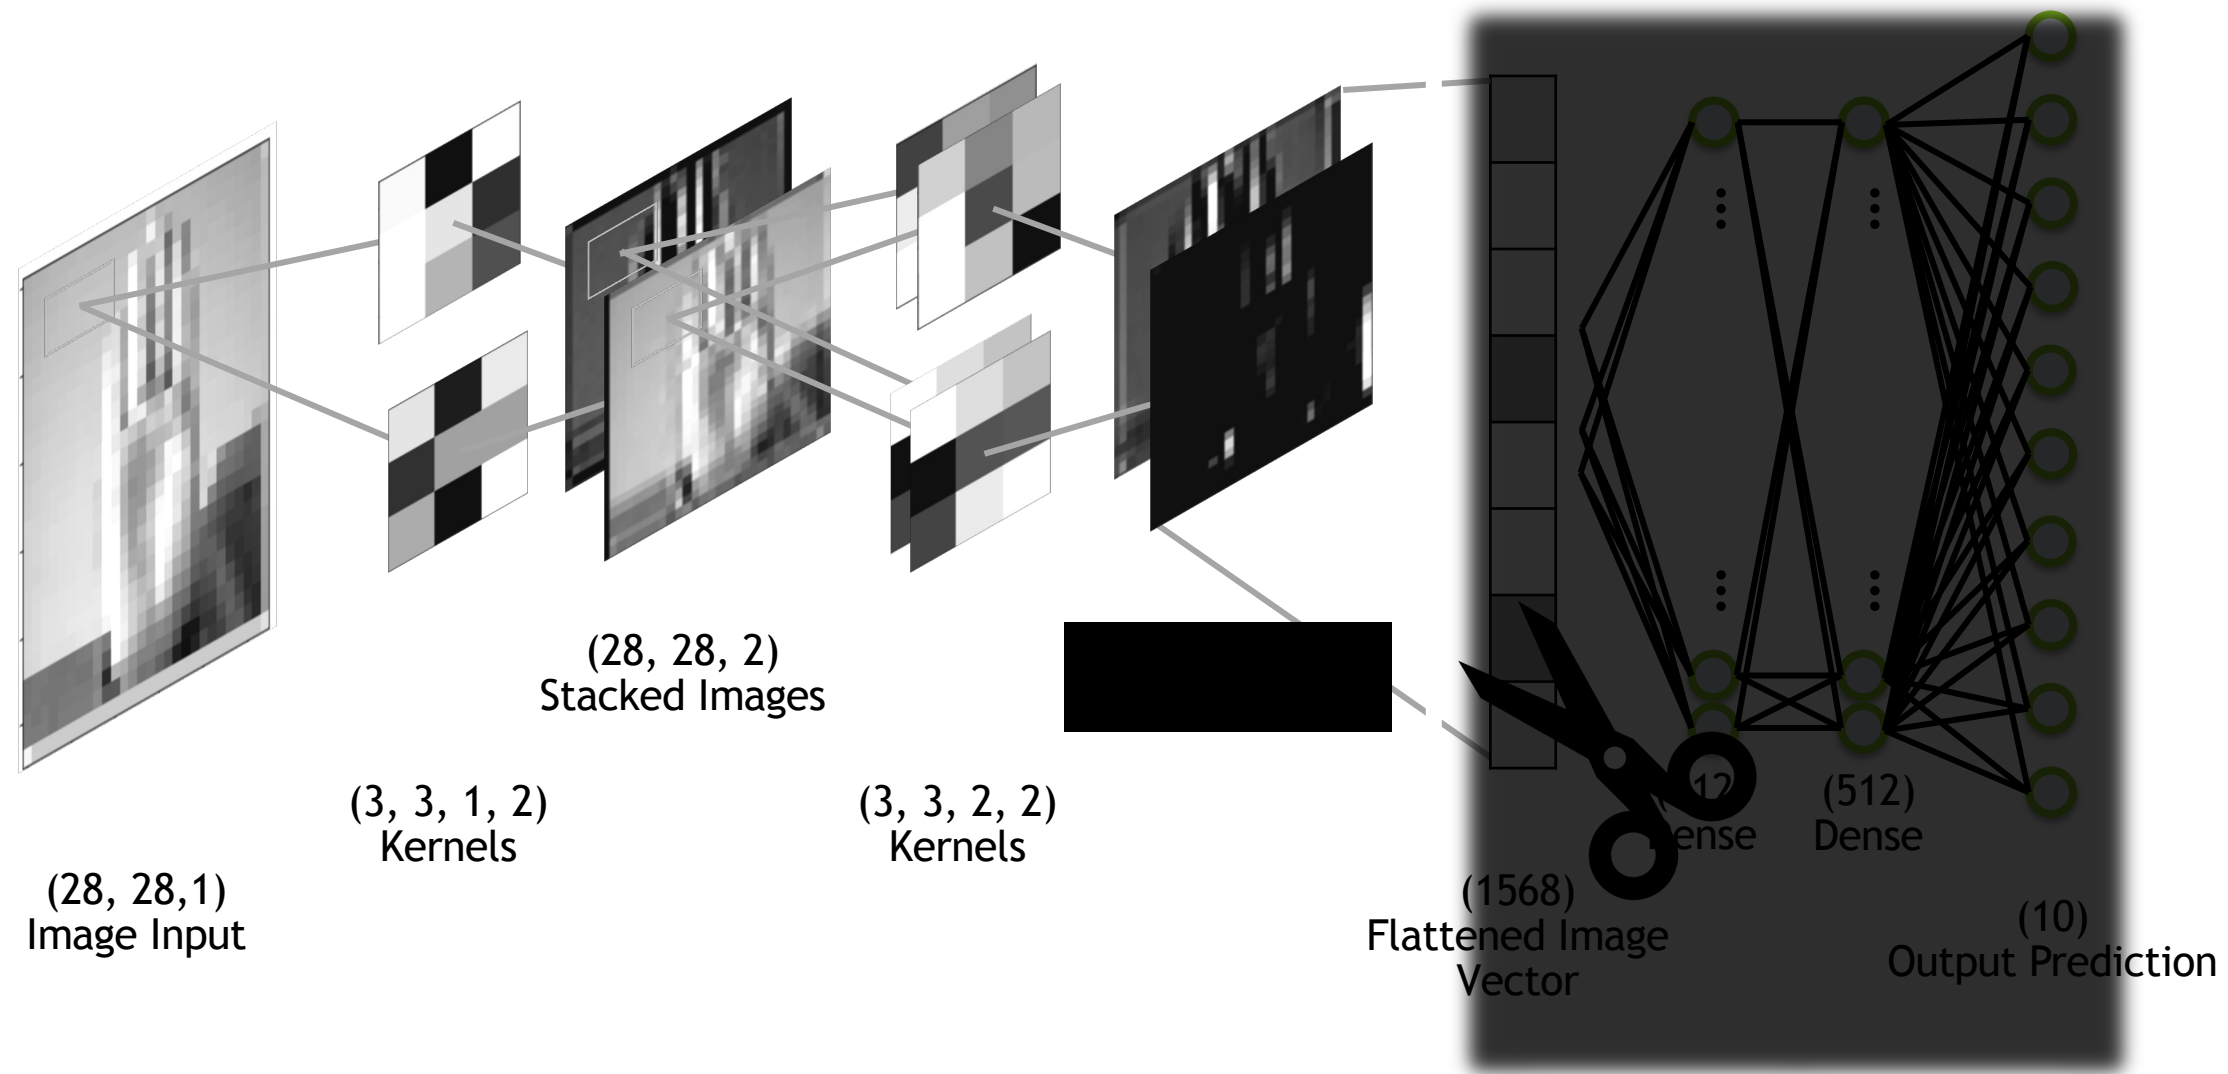 (28, 28,1)
Image Input
(3, 3, 1, 2)
Kernels
(28, 28, 2)
Stacked Images
(3, 3, 2, 2)
Kernels
(1568)
Flattened Image
Vector
(512)
Dense
(10)
Output Prediction